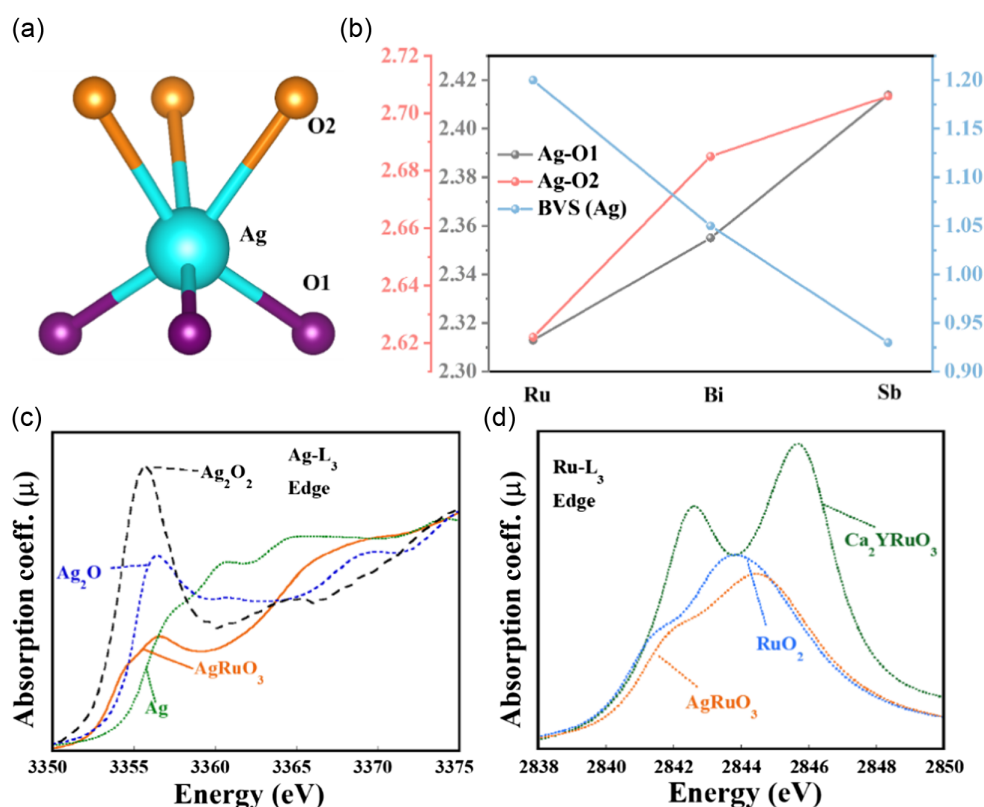 (a)
O2
Ag
O1
(b)
2.72
2.70
2.68
2.66
2.64
2.62
2.42
2.40
2.38
2.36
2.34
2.32
2.30
Ag-O1
Ag-O2
BVS (Ag)
1.20
1.15
1.10
1.05
1.00
0.95
0.90
Ru Bi Sb
(c)
Absorption coeff. (μ)
Ag-L₃
Edge
Ag₂O₂
Ag₂O
AgRuO₃
Ag
3350 3355 3360 3365 3370 3375
Energy (eV)
(d)
Absorption coeff. (μ)
Ru-L₃
Edge
Ca₂YRuO₃
RuO₂
AgRuO₃
2838 2840 2842 2844 2846 2848 2850
Energy (eV)